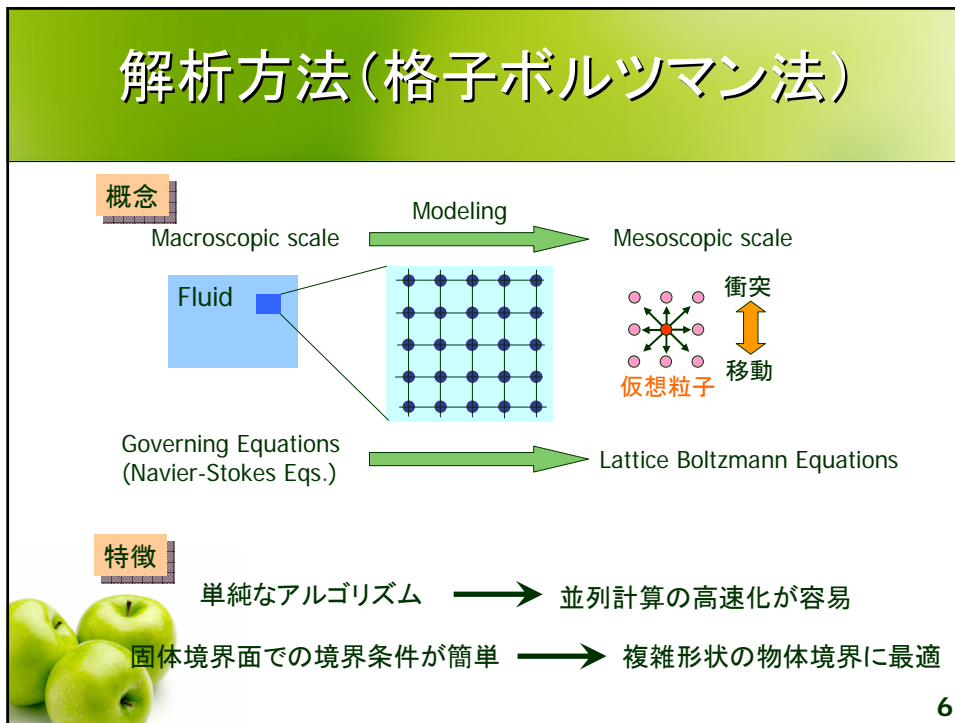 解析方法(格子ボルツマン法)
概念
Modeling
Macroscopic scale
Mesoscopic scale
Fluid
衝突
移動
仮想粒子
Governing Equations
(Navier-Stokes Eqs.)
Lattice Boltzmann Equations
特徴
単純なアルゴリズム
並列計算の高速化が容易
固体境界面での境界条件が簡単
複雑形状の物体境界に最適
6